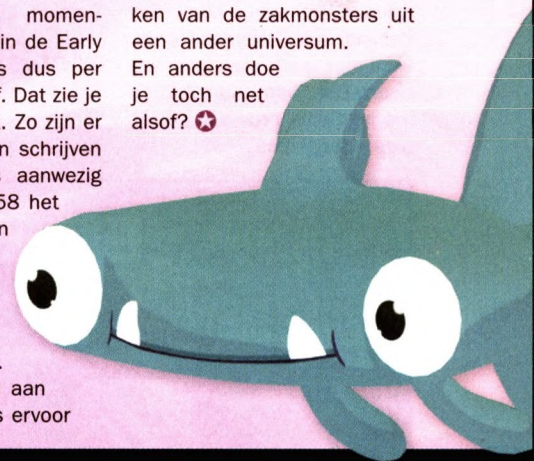 momen-
in de Early
s dus per
. Dat zie je
. Zo zijn er
n schrijven
aanwezig
58 het
n
.
aan
s ervoor
ken van de zakmonsters uit
een ander universum.
En anders doe
je toch net
alsof?